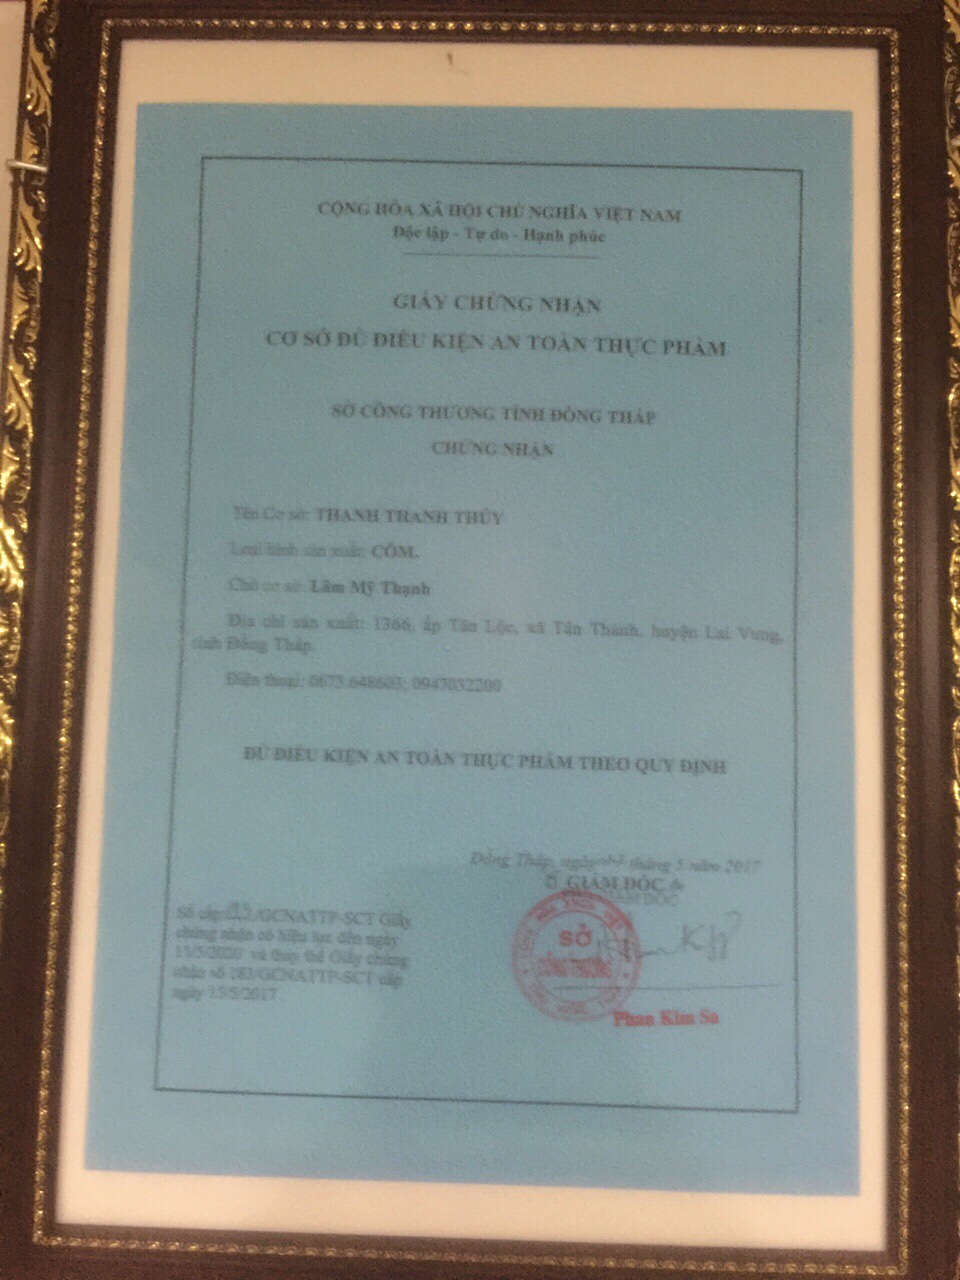 CỘNG HÒA XÃ HỘI CHỦ NGHĨA VIỆT NAM
Độc lập - Tự do - Hạnh phúc
GIẤY CHỨNG NHẬN
CƠ SỞ ĐỦ ĐIỀU KIỆN AN TOÀN THỰC PHẨM
SỞ CÔNG THƯƠNG TỈNH ĐỒNG THÁP
CHỨNG NHẬN
Tên Cơ sở: THANH TRANH THÚY
Loại hình sản xuất: CỐM.
Chủ cơ sở: Lâm Mỹ Thạnh
Địa chỉ sản xuất: 1366, ấp Tân Lộc, xã Tân Thành, huyện Lai Vung,
tỉnh Đồng Tháp.
Điện thoại: 0673.648603; 0947032200
ĐỦ ĐIỀU KIỆN AN TOÀN THỰC PHẨM THEO QUY ĐỊNH
Đồng Tháp, ngày tháng 5 năm 2017
GIÁM ĐỐC
Số cấp: /GCNATTP-SCT Giấy
chứng nhận có hiệu lực đến ngày
15/5/2020 và thay thế Giấy chứng
nhận số 283/GCNATTP-SCT cấp
ngày 15/5/2017
SỞ
CÔNG THƯƠNG
Phan Kim Sa